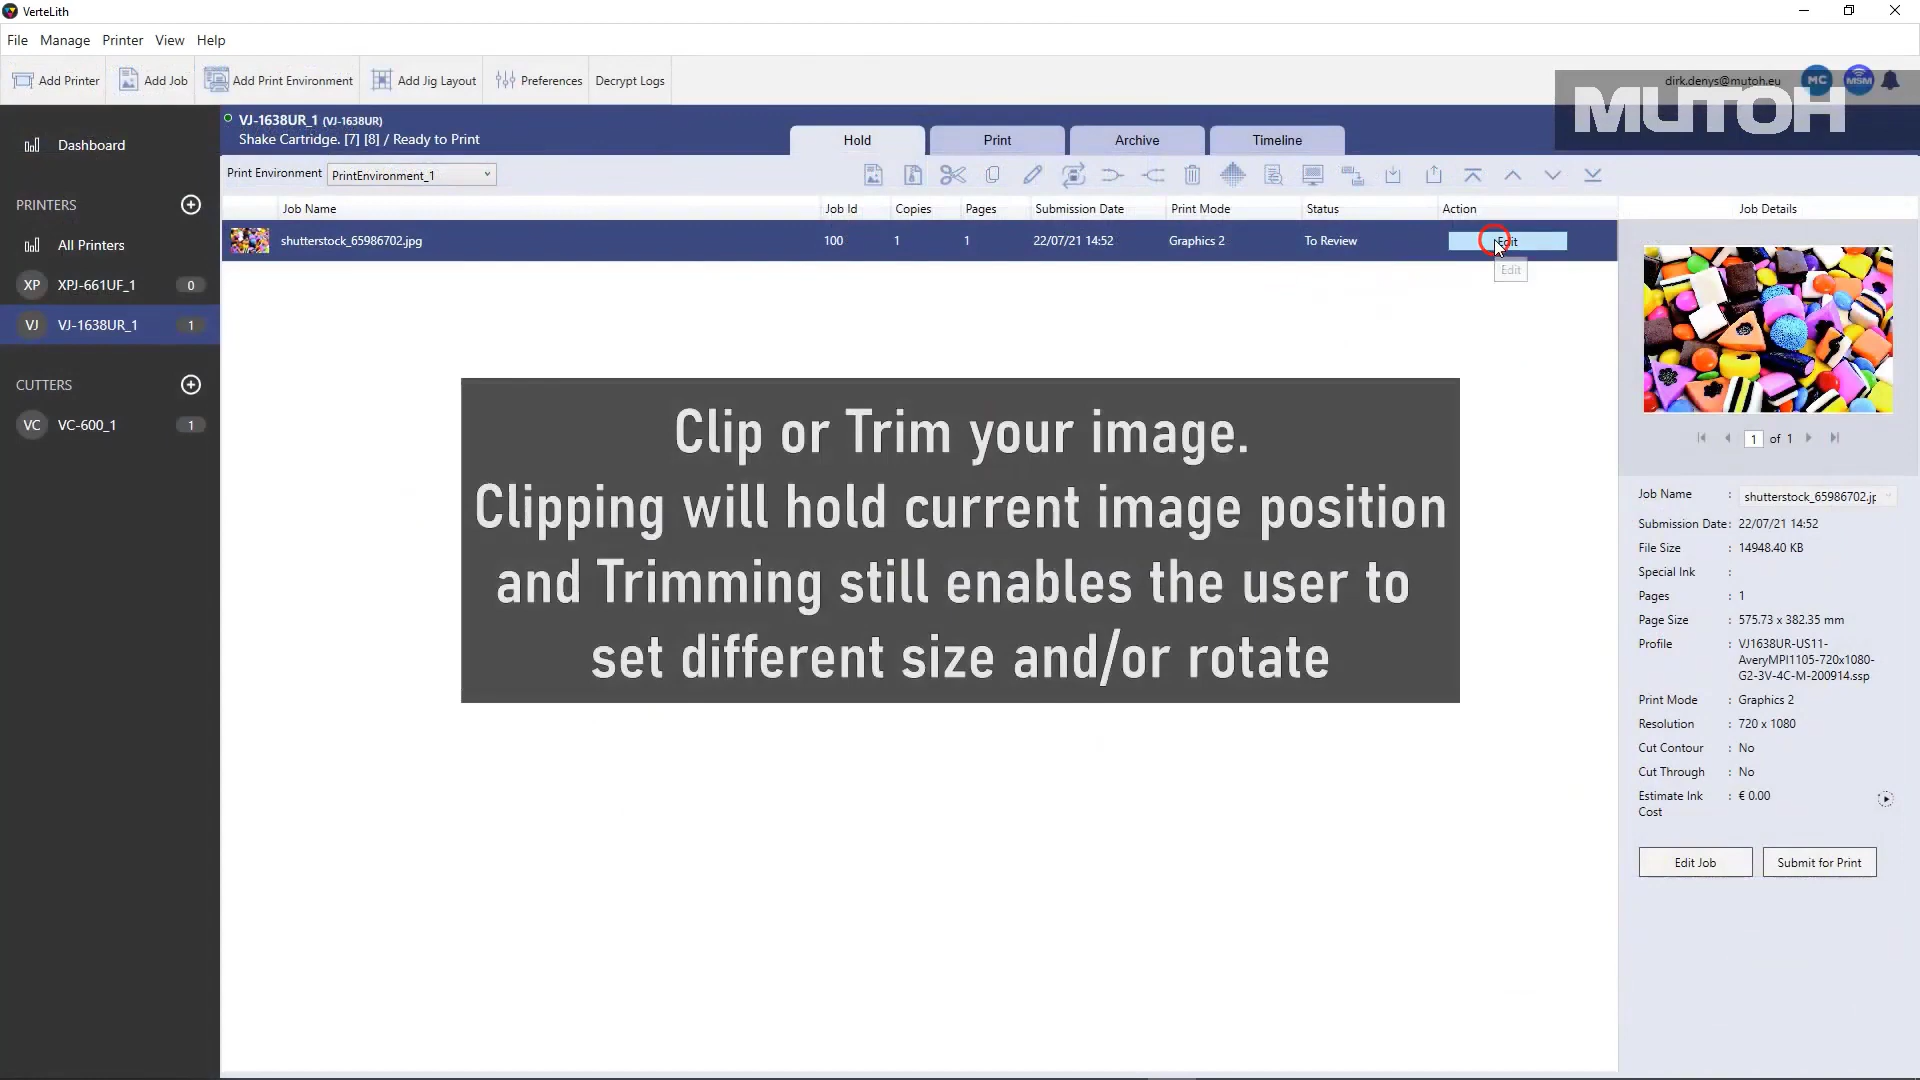 VerteLith
File Manage Printer View Help
Add Printer Add Job Add Print Environment Add Jig Layout Preferences Decrypt Logs
dirk.denys@mutoh.eu MC MSM
MUTOH
VJ-1638UR_1 (VJ-1638UR)
Shake Cartridge. [7] [8] / Ready to Print
Hold Print Archive Timeline
Dashboard
PRINTERS
All Printers
XP XPJ-661UF_1 0
VJ VJ-1638UR_1 1
CUTTERS
VC VC-600_1 1
Print Environment PrintEnvironment_1
Job Name Job Id Copies Pages Submission Date Print Mode Status Action
shutterstock_65986702.jpg 100 1 1 22/07/21 14:52 Graphics 2 To Review Edit
Edit
Clip or Trim your image.
Clipping will hold current image position
and Trimming still enables the user to
set different size and/or rotate
Job Details
1 of 1
Job Name : shutterstock_65986702.jp
Submission Date : 22/07/21 14:52
File Size : 14948.40 KB
Special Ink :
Pages : 1
Page Size : 575.73 x 382.35 mm
Profile : VJ1638UR-US11-
AveryMPI1105-720x1080-
G2-3V-4C-M-200914.ssp
Print Mode : Graphics 2
Resolution : 720 x 1080
Cut Contour : No
Cut Through : No
Estimate Ink : € 0.00
Cost
Edit Job Submit for Print